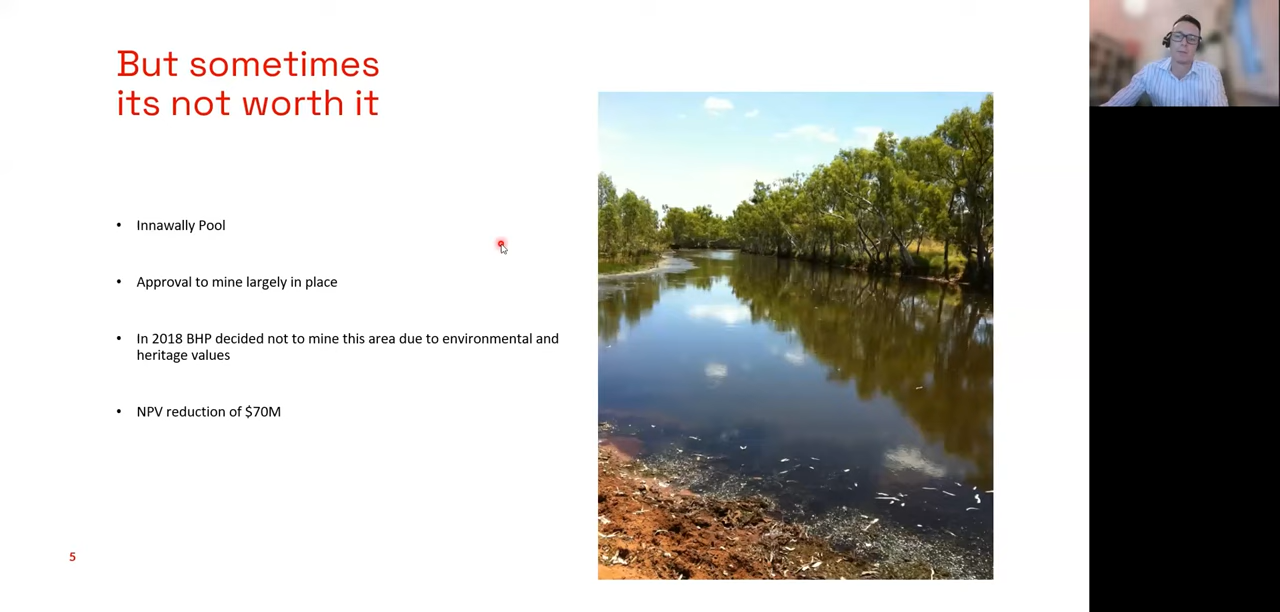 But sometimes
its not worth it
• Innawally Pool
• Approval to mine largely in place
• In 2018 BHP decided not to mine this area due to environmental and
heritage values
• NPV reduction of $70M
5